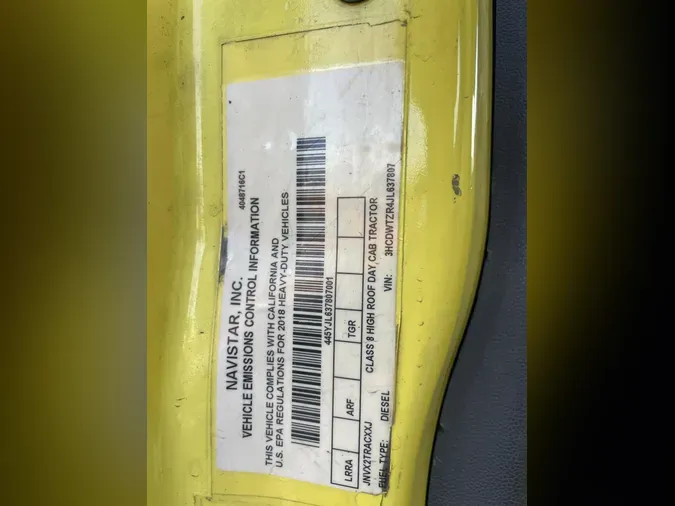 4048716C1
NAVISTAR, INC.
VEHICLE EMISSIONS CONTROL INFORMATION
THIS VEHICLE COMPLIES WITH CALIFORNIA AND
U.S. EPA REGULATIONS FOR 2018 HEAVY-DUTY VEHICLES
445YJL637807001
LRRA ARF TGR
JNVX2TRACXXJ CLASS 8 HIGH ROOF DAY CAB TRACTOR
FUEL TYPE: DIESEL VIN: 3HCDWTZR4JL637807